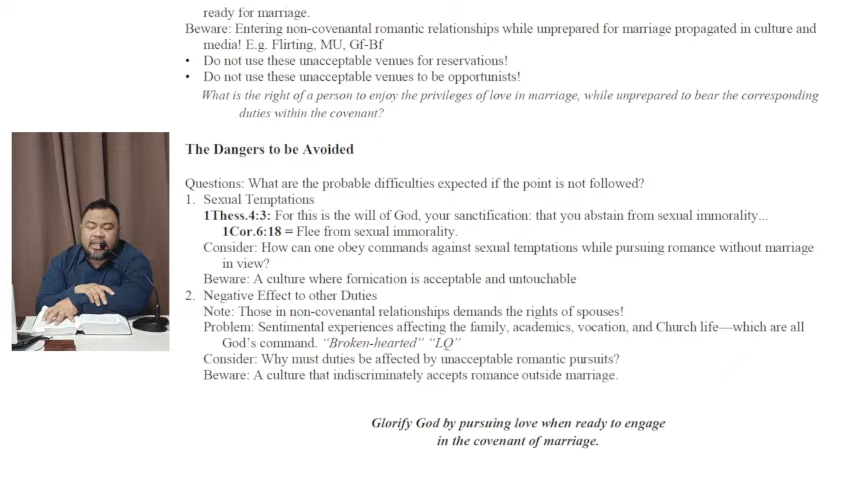 ready for marriage.
Beware: Entering non-covenantal romantic relationships while unprepared for marriage propagated in culture and
media! E.g. Flirting, MU, Gf-Bf
• Do not use these unacceptable venues for reservations!
• Do not use these unacceptable venues to be opportunists!
What is the right of a person to enjoy the privileges of love in marriage, while unprepared to bear the corresponding
duties within the covenant?
The Dangers to be Avoided
Questions: What are the probable difficulties expected if the point is not followed?
1. Sexual Temptations
1Thess.4:3: For this is the will of God, your sanctification: that you abstain from sexual immorality...
1Cor.6:18 = Flee from sexual immorality.
Consider: How can one obey commands against sexual temptations while pursuing romance without marriage
in view?
Beware: A culture where fornication is acceptable and untouchable
2. Negative Effect to other Duties
Note: Those in non-covenantal relationships demands the rights of spouses!
Problem: Sentimental experiences affecting the family, academics, vocation, and Church life—which are all
God's command. "Broken-hearted" "LQ"
Consider: Why must duties be affected by unacceptable romantic pursuits?
Beware: A culture that indiscriminately accepts romance outside marriage.
Glorify God by pursuing love when ready to engage
in the covenant of marriage.